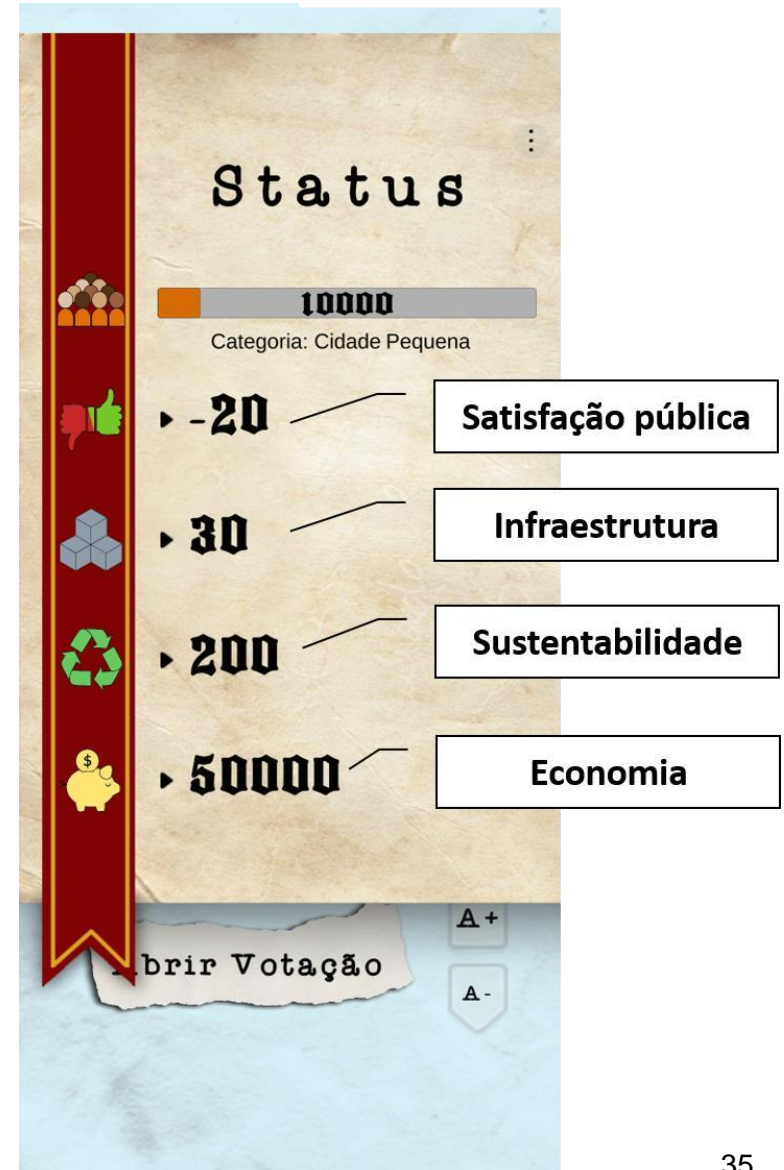 Status
10000
Categoria: Cidade Pequena
-20
Satisfação pública
30
Infraestrutura
200
Sustentabilidade
$
50000
Economia
A+
brir Votação
A-
35